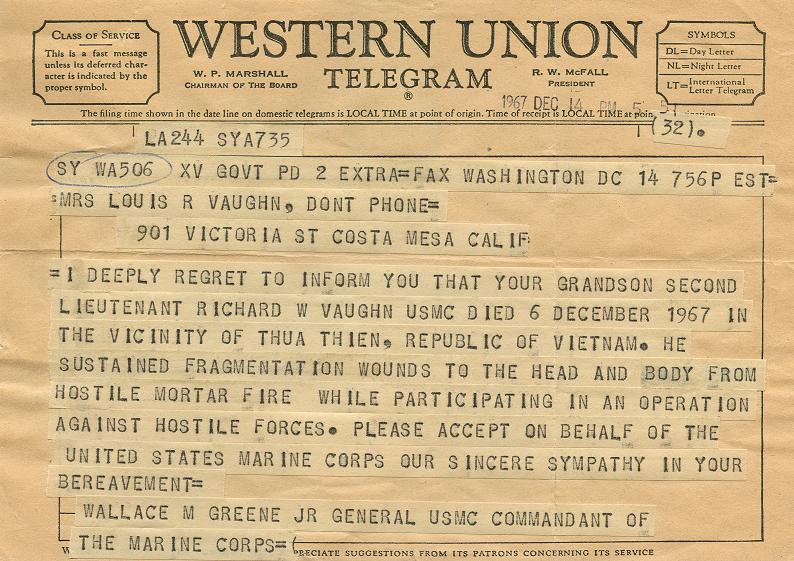 CLASS OF SERVICE
This is a fast message
unless its deferred char-
acter is indicated by the
proper symbol.
WESTERN UNION
TELEGRAM
®
W. P. MARSHALL
CHAIRMAN OF THE BOARD
R. W. McFALL
PRESIDENT
SYMBOLS
DL=Day Letter
NL=Night Letter
LT=International
Letter Telegram
1967 DEC 14 PM 5 51
The filing time shown in the date line on domestic telegrams is LOCAL TIME at point of origin. Time of receipt is LOCAL TIME at poin
(32).
LA244 SYA735
SY WA506 XV GOVT PD 2 EXTRA=FAX WASHINGTON DC 14 756P EST=
=MRS LOUIS R VAUGHN, DONT PHONE=
901 VICTORIA ST COSTA MESA CALIF
=I DEEPLY REGRET TO INFORM YOU THAT YOUR GRANDSON SECOND
LIEUTENANT RICHARD W VAUGHN USMC DIED 6 DECEMBER 1967 IN
THE VICINITY OF THUA THIEN, REPUBLIC OF VIETNAM. HE
SUSTAINED FRAGMENTATION WOUNDS TO THE HEAD AND BODY FROM
HOSTILE MORTAR FIRE WHILE PARTICIPATING IN AN OPERATION
AGAINST HOSTILE FORCES. PLEASE ACCEPT ON BEHALF OF THE
UNITED STATES MARINE CORPS OUR SINCERE SYMPATHY IN YOUR
BEREAVEMENT=
WALLACE M GREENE JR GENERAL USMC COMMANDANT OF
THE MARINE CORPS=(
PRECIATE SUGGESTIONS FROM ITS PATRONS CONCERNING ITS SERVICE